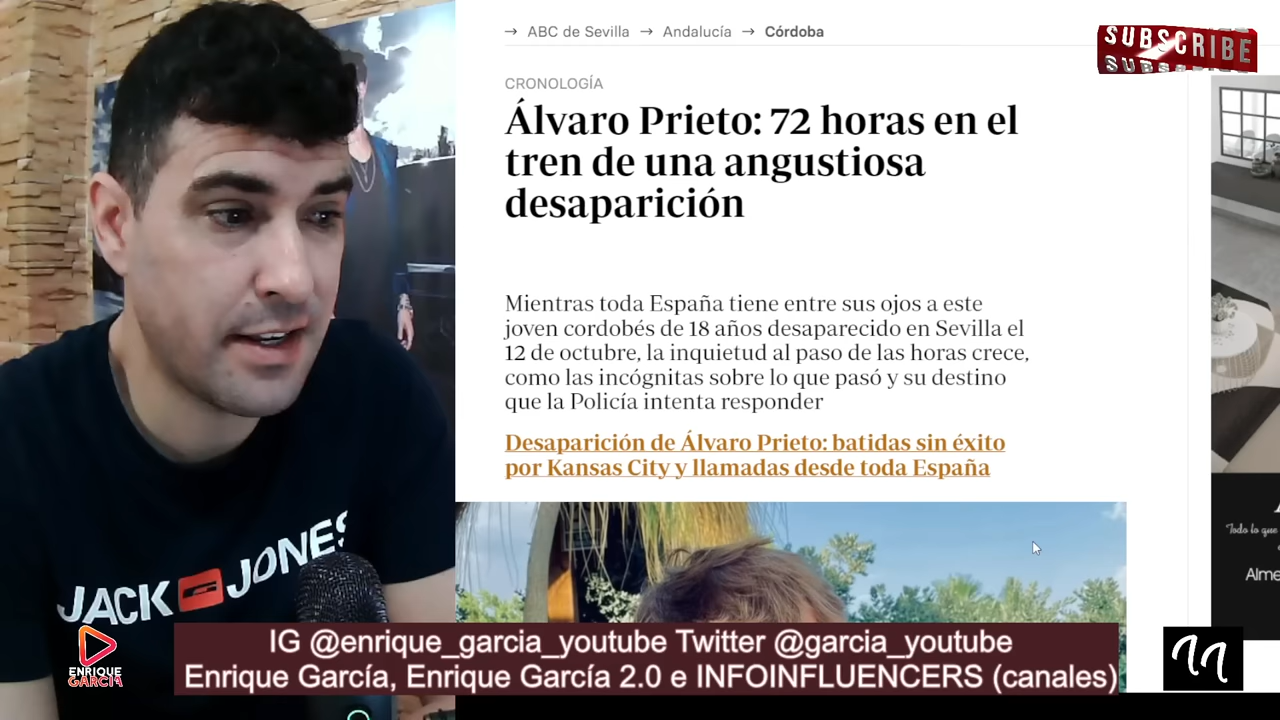 → ABC de Sevilla → Andalucía → Córdoba
SUBSCRIBE
CRONOLOGÍA
Álvaro Prieto: 72 horas en el
tren de una angustiosa
desaparición
Mientras toda España tiene entre sus ojos a este
joven cordobés de 18 años desaparecido en Sevilla el
12 de octubre, la inquietud al paso de las horas crece,
como las incógnitas sobre lo que pasó y su destino
que la Policía intenta responder
Desaparición de Álvaro Prieto: batidas sin éxito
por Kansas City y llamadas desde toda España
JACK JONES
Todo lo que
Alme
ENRIQUE
GARCÍA
IG @enrique_garcia_youtube Twitter @garcia_youtube
Enrique García, Enrique García 2.0 e INFOINFLUENCERS (canales)